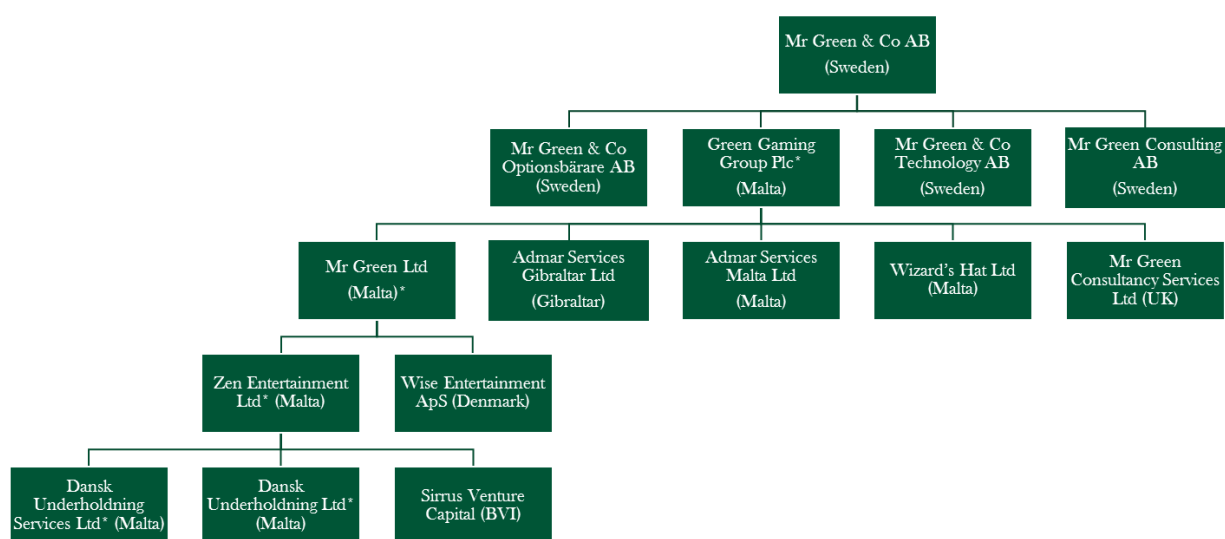 Mr Green & Co AB
(Sweden)
Mr Green & Co
Optionsbärare AB
(Sweden)
Green Gaming
Group Plc*
(Malta)
Mr Green & Co
Technology AB
(Sweden)
Mr Green Consulting
AB
(Sweden)
Mr Green Ltd
(Malta)*
Admar Services
Gibraltar Ltd
(Gibraltar)
Admar Services
Malta Ltd
(Malta)
Wizard’s Hat Ltd
(Malta)
Mr Green
Consultancy Services
Ltd (UK)
Zen Entertainment
Ltd* (Malta)
Wise Entertainment
ApS (Denmark)
Dansk
Underholdning
Services Ltd* (Malta)
Dansk
Underholdning Ltd*
(Malta)
Sirrus Venture
Capital (BVI)